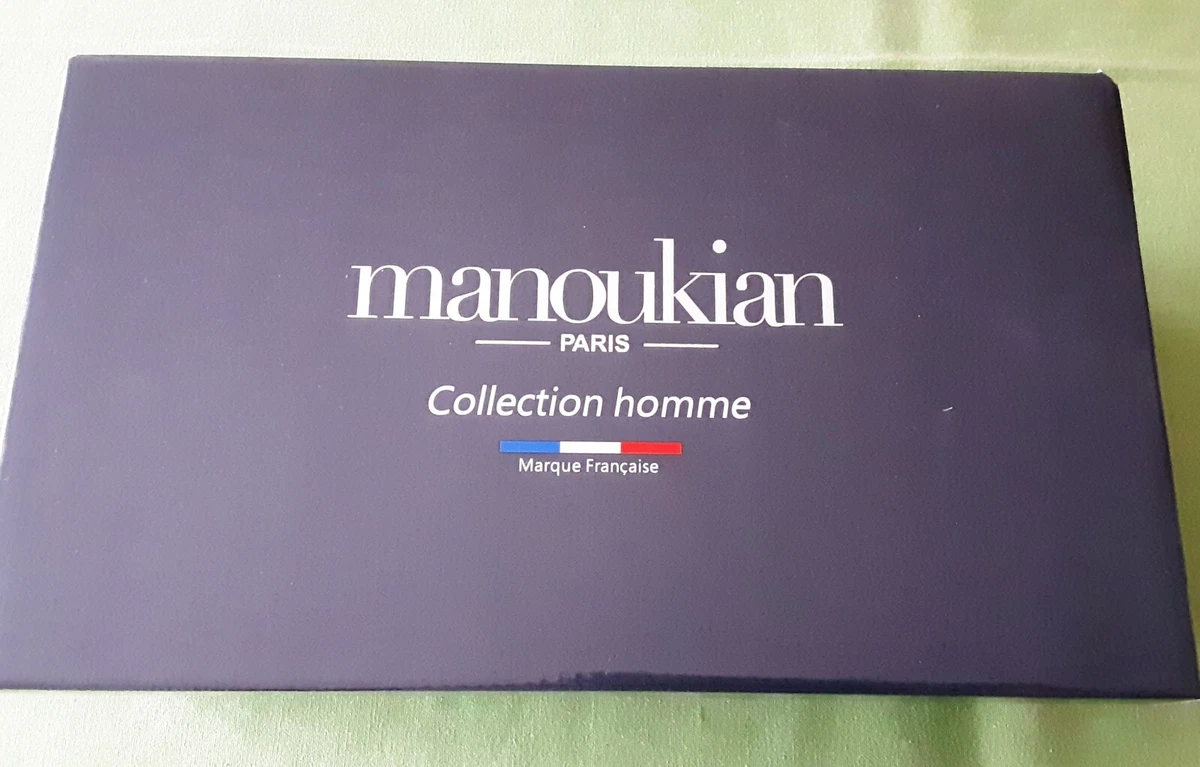 manoukian
PARIS
Collection homme
Marque Française